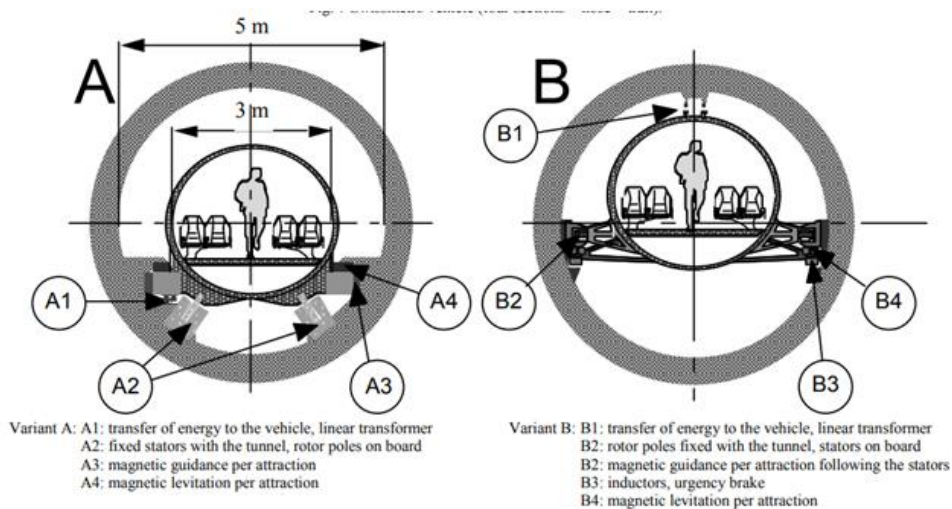 5 m
A
3 m
A1
A2
A3
A4
B
B1
B2
B3
B4
Variant A: A1: transfer of energy to the vehicle, linear transformer
A2: fixed stators with the tunnel, rotor poles on board
A3: magnetic guidance per attraction
A4: magnetic levitation per attraction
Variant B: B1: transfer of energy to the vehicle, linear transformer
B2: rotor poles fixed with the tunnel, stators on board
B2: magnetic guidance per attraction following the stators
B3: inductors, urgency brake
B4: magnetic levitation per attraction